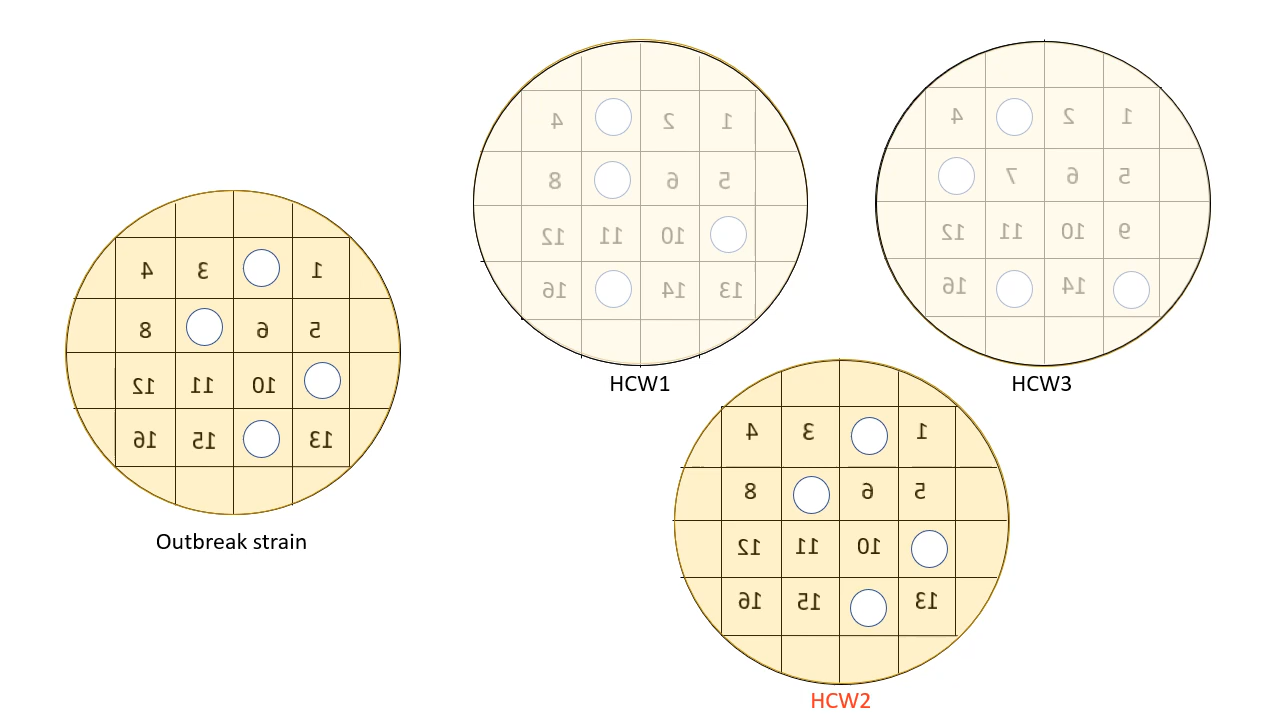 4 3 1
8 6 5
12 11 10
16 15 13
Outbreak strain
4 2 1
8 6 5
12 11 10
16 14 13
HCW1
4 2 1
7 6 5
12 11 10 9
16 14
HCW3
4 3 1
8 6 5
12 11 10
16 15 13
HCW2